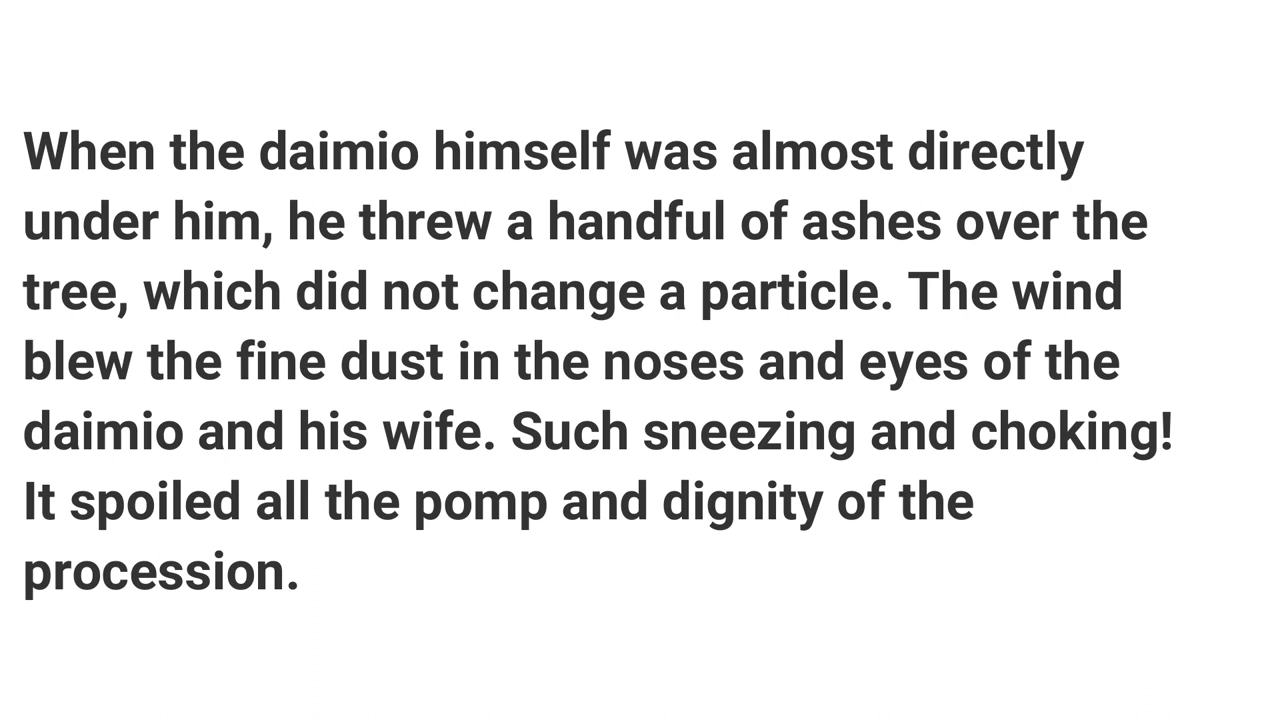 When the daimio himself was almost directly
under him, he threw a handful of ashes over the
tree, which did not change a particle. The wind
blew the fine dust in the noses and eyes of the
daimio and his wife. Such sneezing and choking!
It spoiled all the pomp and dignity of the
procession.